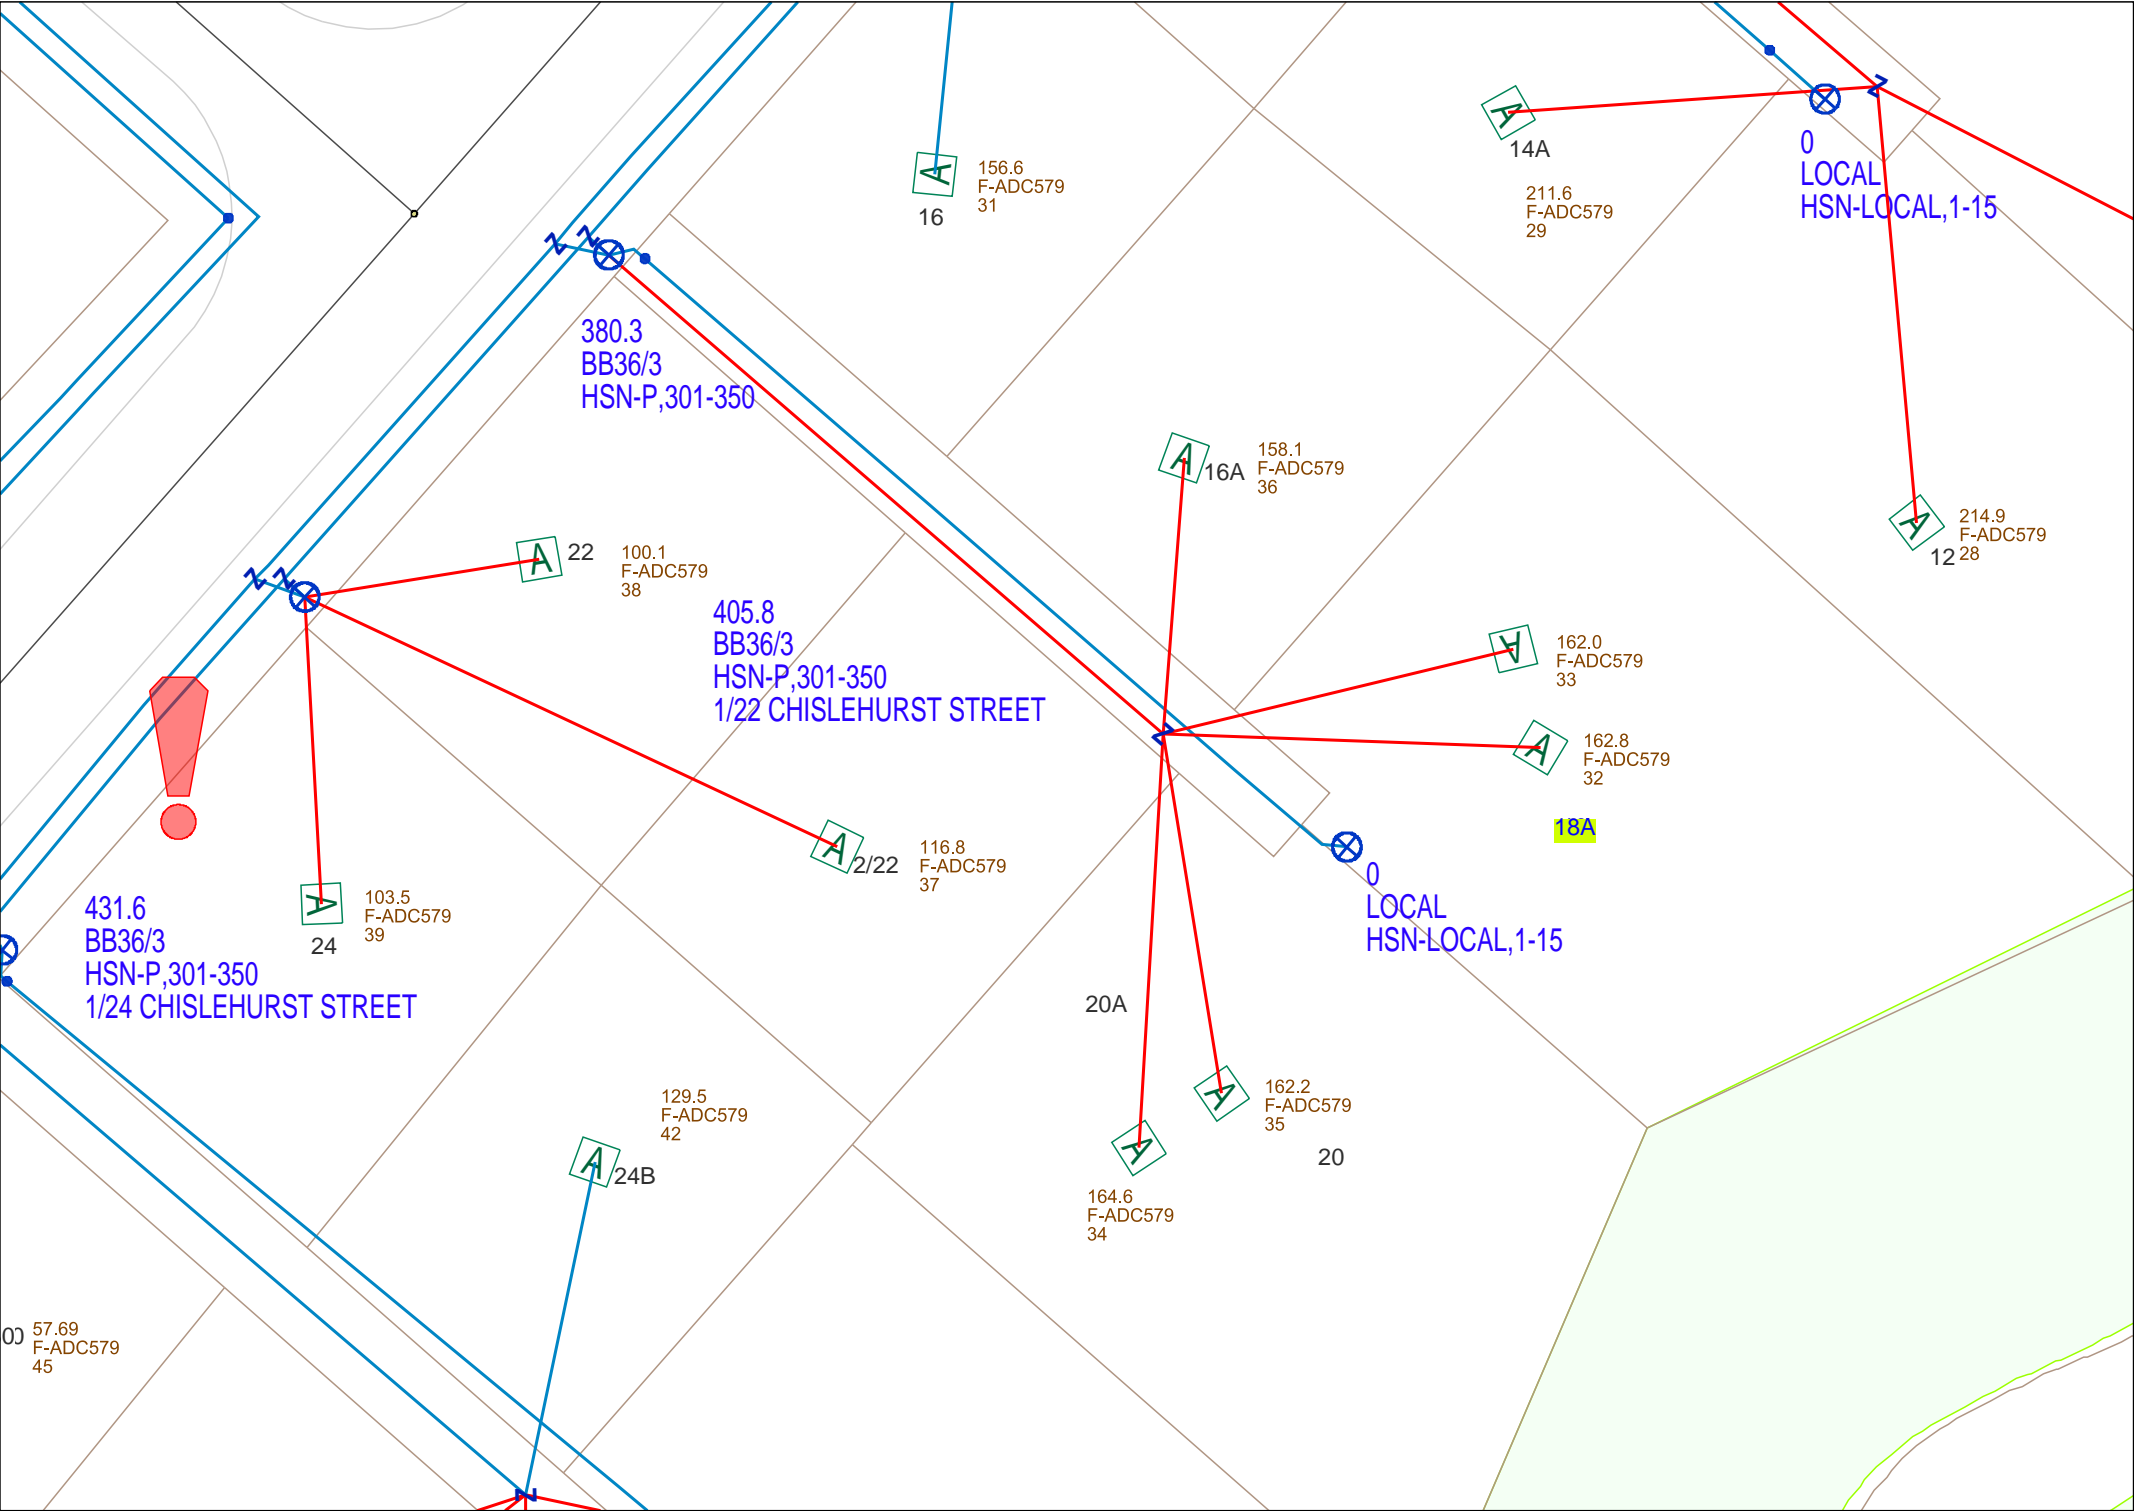 156.6
F-ADC579
31
16
14A
211.6
F-ADC579
29
0
LOCAL
HSN-LOCAL,1-15
380.3
BB36/3
HSN-P,301-350
16A
158.1
F-ADC579
36
214.9
F-ADC579
28
12
22
100.1
F-ADC579
38
405.8
BB36/3
HSN-P,301-350
1/22 CHISLEHURST STREET
162.0
F-ADC579
33
162.8
F-ADC579
32
18A
2/22
116.8
F-ADC579
37
0
LOCAL
HSN-LOCAL,1-15
103.5
F-ADC579
39
24
431.6
BB36/3
HSN-P,301-350
1/24 CHISLEHURST STREET
20A
129.5
F-ADC579
42
24B
162.2
F-ADC579
35
20
164.6
F-ADC579
34
57.69
F-ADC579
45
A
A
A
A
A
A
A
A
A
A
A
A
A